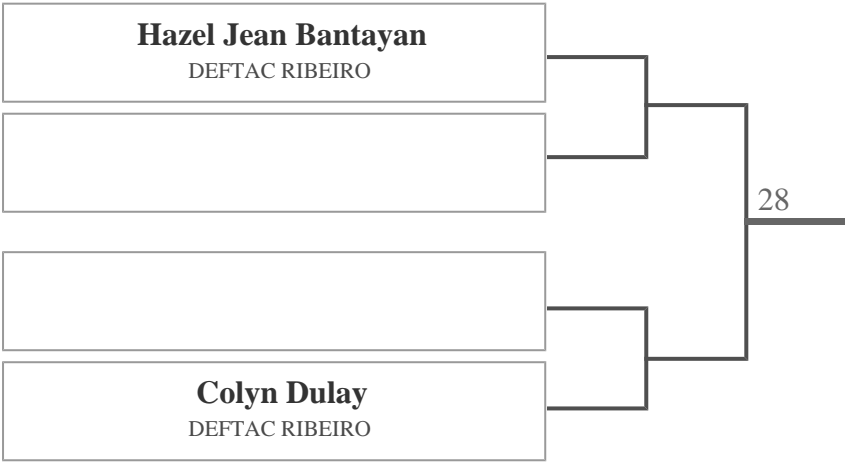 Hazel Jean Bantayan
DEFTAC RIBEIRO
28
Colyn Dulay
DEFTAC RIBEIRO